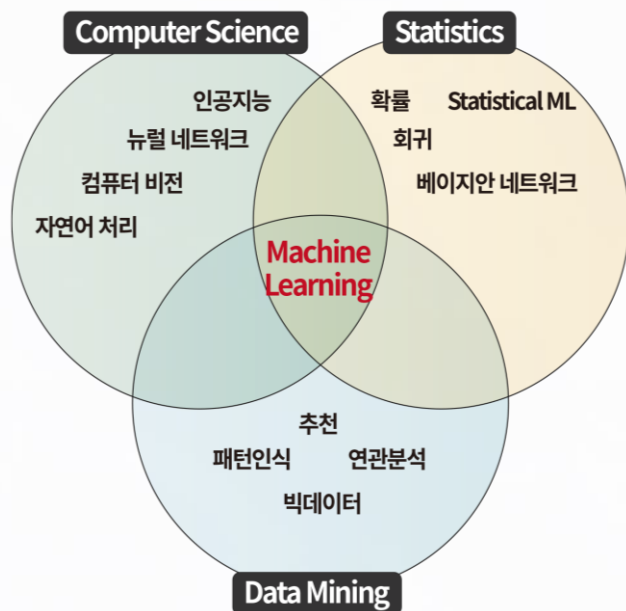 Computer Science
Statistics
인공지능
뉴럴 네트워크
컴퓨터 비전
자연어 처리
확률
Statistical ML
회귀
베이지안 네트워크
Machine
Learning
추천
패턴인식
연관분석
빅데이터
Data Mining